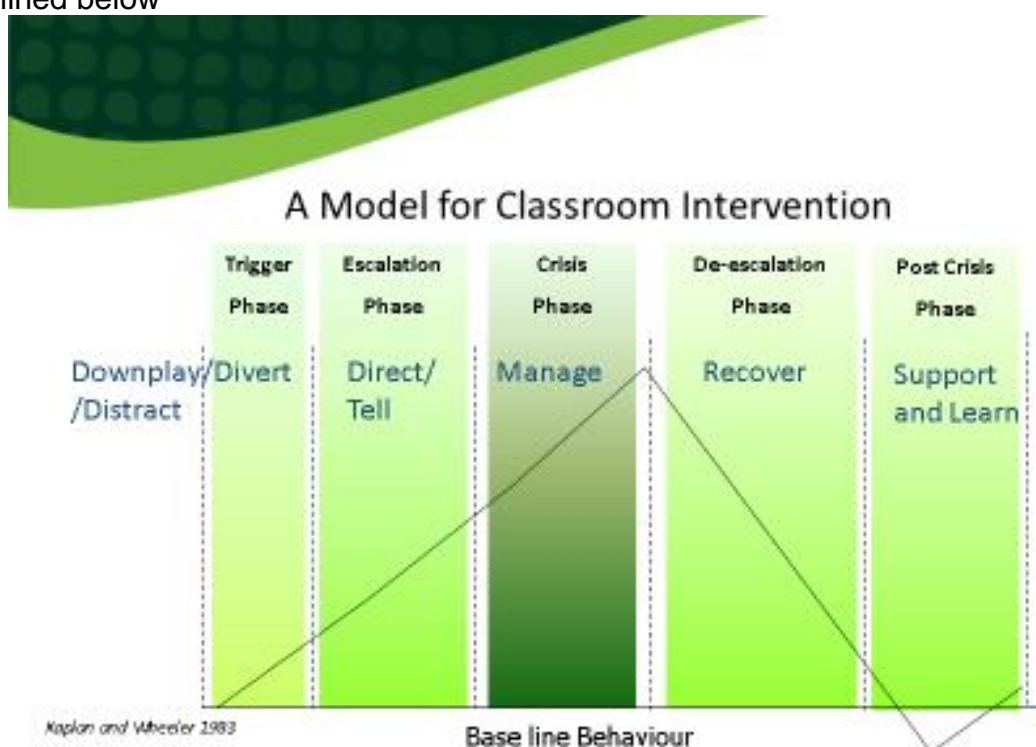 lined below
A Model for Classroom Intervention
Trigger
Phase
Escalation
Phase
Crisis
Phase
De-escalation
Phase
Post Crisis
Phase
Downplay/Divert
/Distract
Direct/
Tell
Manage
Recover
Support
and Learn
Kaplan and Wheeler 1983
Base line Behaviour